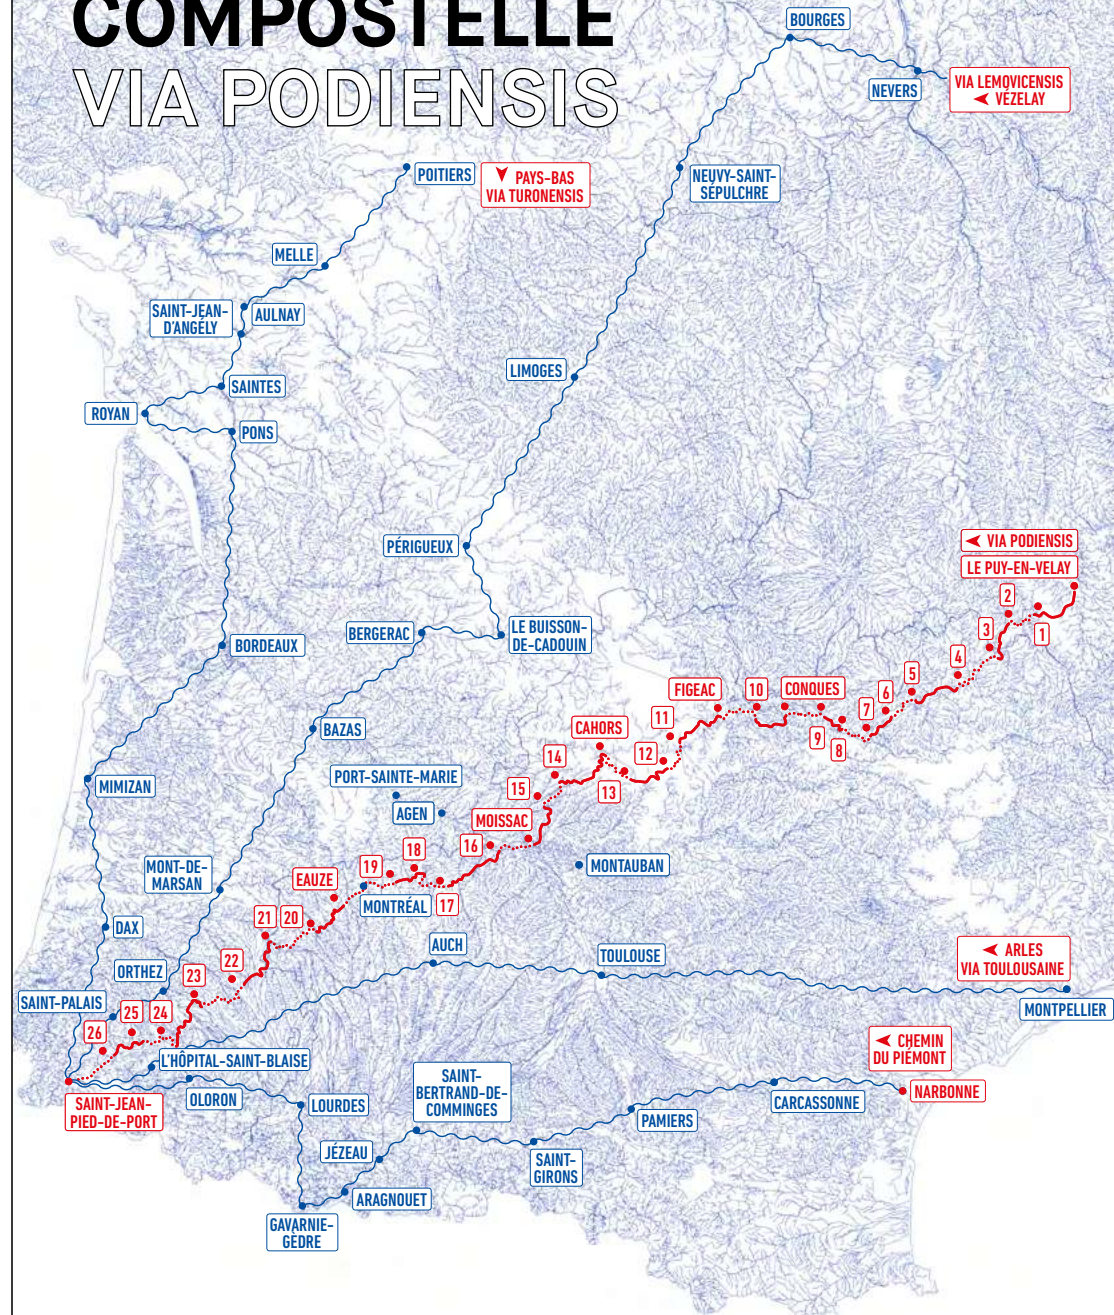 COMPOSTELLE
VIA PODIENSIS
BOURGES
NEVERS
VIA LEMOVICENSIS
VÉZELAY
POITIERS
PAYS-BAS
VIA TURONENSIS
NEUVY-SAINT-
SÉPULCHRE
MELLE
SAINT-JEAN-
D'ANGÉLY
AULNAY
SAINTES
ROYAN
PONS
LIMOGES
PÉRIGUEUX
VIA PODIENSIS
LE PUY-EN-VELAY
2
1
3
4
5
6
7
BERGERAC
LE BUISSON-
DE-CADOUIN
BORDEAUX
FIGEAC
10
CONQUES
9
8
11
CAHORS
12
13
14
15
BAZAS
PORT-SAINTE-MARIE
AGEN
MOISSAC
16
MIMIZAN
MONTAUBAN
18
19
17
MONTRÉAL
EAUZE
MONT-DE-
MARSAN
21
20
DAX
22
AUCH
TOULOUSE
ARLES
VIA TOULOUSAINE
MONTPELLIER
ORTHEZ
23
SAINT-PALAIS
25
24
26
L'HÔPITAL-SAINT-BLAISE
CHEMIN
DU PIÉMONT
NARBONNE
SAINT-JEAN-
PIED-DE-PORT
OLORON
LOURDES
SAINT-
BERTRAND-DE-
COMMINGES
CARCASSONNE
PAMIERS
JÉZEAU
SAINT-
GIRONS
ARAGNOUET
GAVARNIE-
GÈDRE